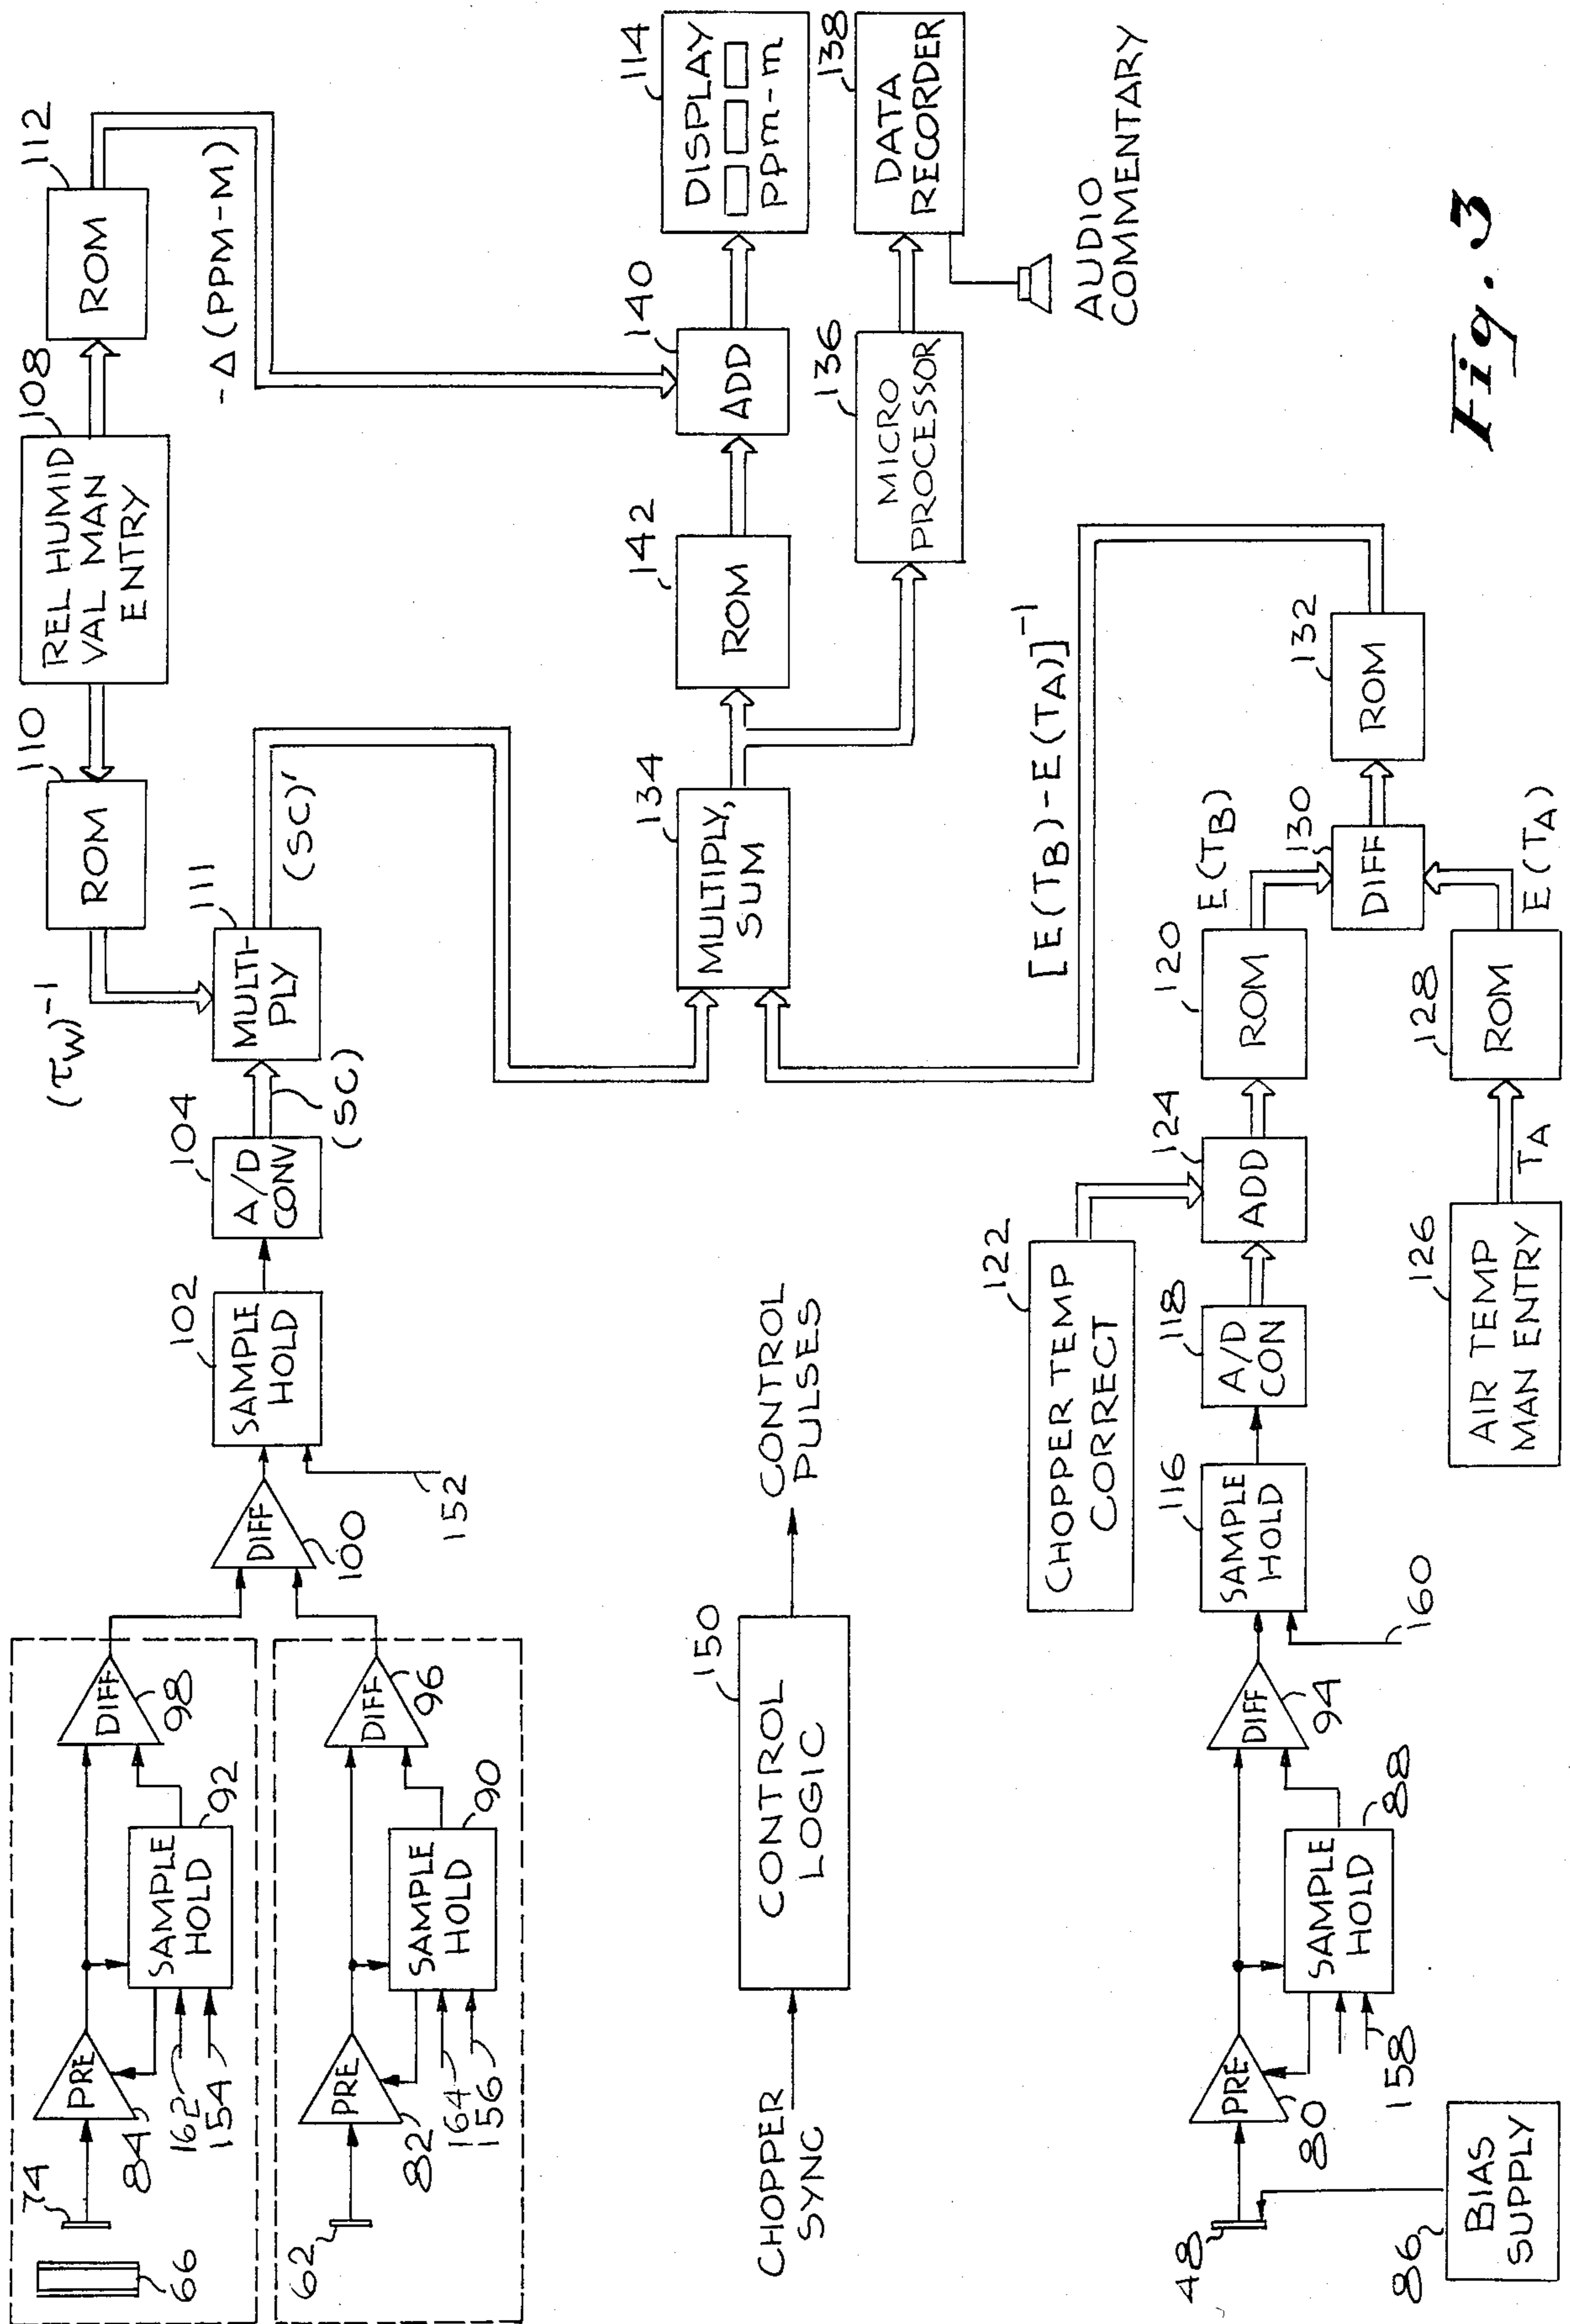 74
66
PRE
84
162
154
SAMPLE
HOLD
92
DIFF
98
62
PRE
82
164
156
SAMPLE
HOLD
90
DIFF
96
DIFF
100
152
SAMPLE
HOLD
102
A/D
CONV
104
(SC)
MULTI-
PLY
111
(τW)⁻¹
(SC)'
ROM
110
REL HUMID
VAL MAN
ENTRY
108
ROM
112
-Δ(PPM-M)
MULTIPLY,
SUM
134
ROM
142
ADD
140
DISPLAY
ppm-m
114
MICRO
PROCESSOR
136
DATA
RECORDER
138
AUDIO
COMMENTARY
CHOPPER
SYNC
CONTROL
LOGIC
150
CONTROL
PULSES
48
86
BIAS
SUPPLY
PRE
80
158
SAMPLE
HOLD
88
DIFF
94
160
SAMPLE
HOLD
116
A/D
CON
118
CHOPPER TEMP
CORRECT
122
ADD
124
ROM
120
E(TB)
AIR TEMP
MAN ENTRY
126
TA
ROM
128
E(TA)
DIFF
130
ROM
132
[E(TB)-E(TA)]⁻¹
Fig. 3